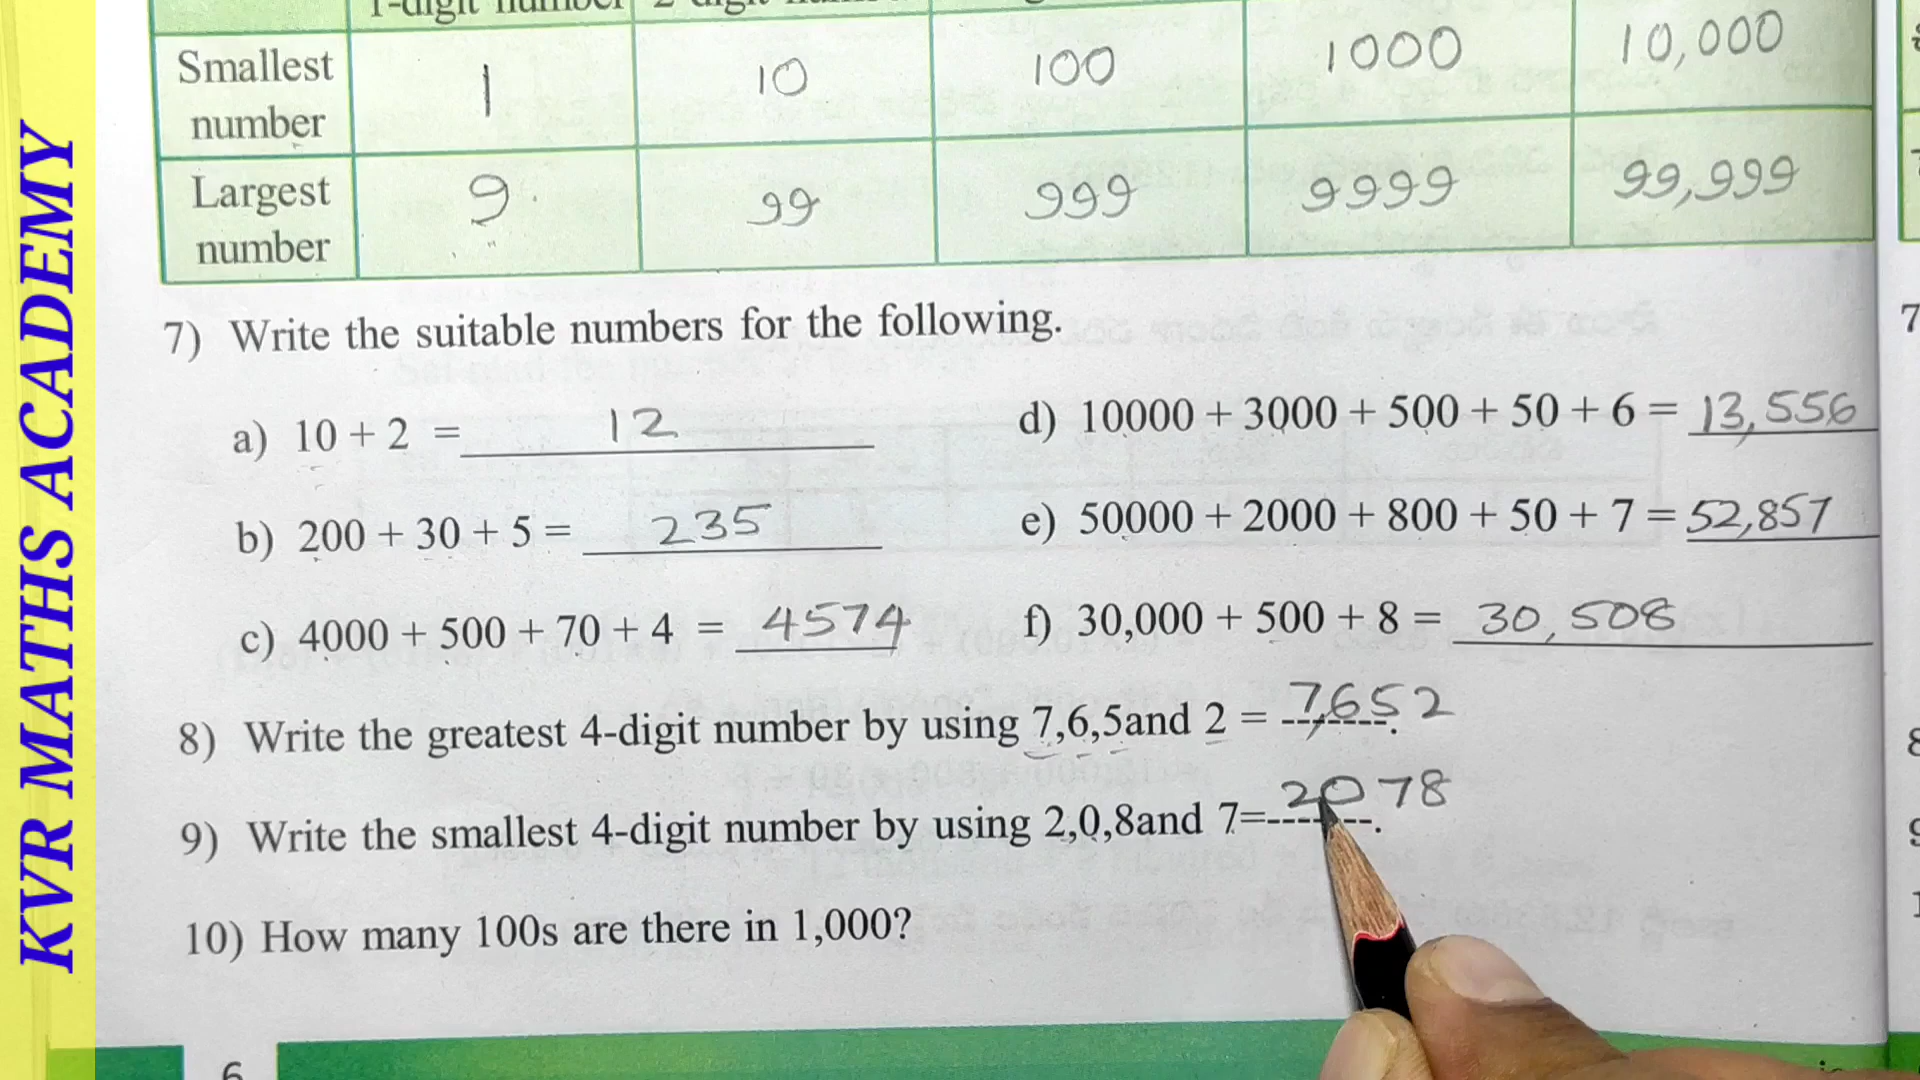 KVR MATHS ACADEMY
1-digit number
Smallest number 1 10 100 1000 10,000
Largest number 9 99 999 9999 99,999
7) Write the suitable numbers for the following.
a) 10 + 2 = 12
d) 10000 + 3000 + 500 + 50 + 6 = 13,556
b) 200 + 30 + 5 = 235
e) 50000 + 2000 + 800 + 50 + 7 = 52,857
c) 4000 + 500 + 70 + 4 = 4574
f) 30,000 + 500 + 8 = 30,508
8) Write the greatest 4-digit number by using 7,6,5and 2 = 7,652
9) Write the smallest 4-digit number by using 2,0,8and 7=2078
10) How many 100s are there in 1,000?
6